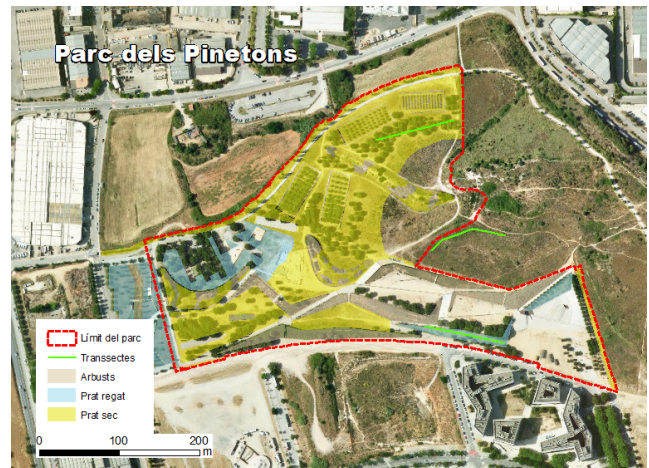 Parc dels Pinetons
Límit del parc
Transsectes
Arbusts
Prat regat
Prat sec
0 100 200
m